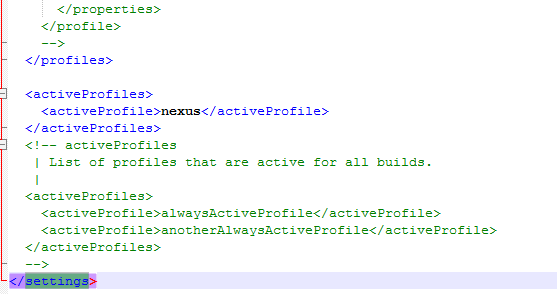 </properties>
</profile>
-->
</profiles>
<activeProfiles>
<activeProfile>nexus</activeProfile>
</activeProfiles>
<!-- activeProfiles
| List of profiles that are active for all builds.
|
<activeProfiles>
<activeProfile>alwaysActiveProfile</activeProfile>
<activeProfile>anotherAlwaysActiveProfile</activeProfile>
</activeProfiles>
-->
</settings>